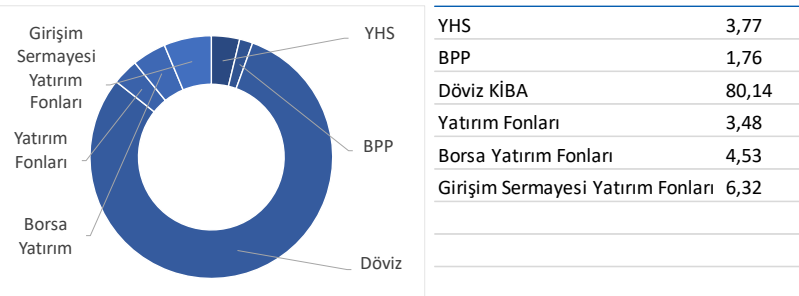 Girişim
Sermayesi
Yatırım
Fonları
YHS
Yatırım
Fonları
BPP
Borsa
Yatırım
Döviz
YHS 3,77
BPP 1,76
Döviz KİBA 80,14
Yatırım Fonları 3,48
Borsa Yatırım Fonları 4,53
Girişim Sermayesi Yatırım Fonları 6,32